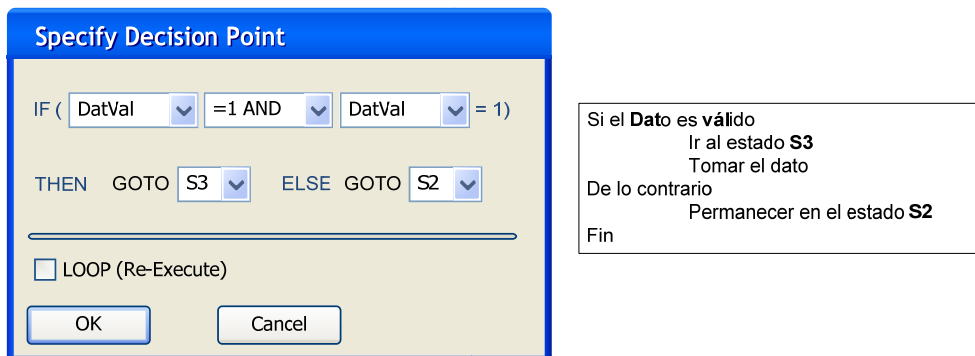 Specify Decision Point
IF ( DatVal =1 AND DatVal = 1)
THEN GOTO S3 ELSE GOTO S2
LOOP (Re-Execute)
OK Cancel
Si el Dato es válido
Ir al estado S3
Tomar el dato
De lo contrario
Permanecer en el estado S2
Fin